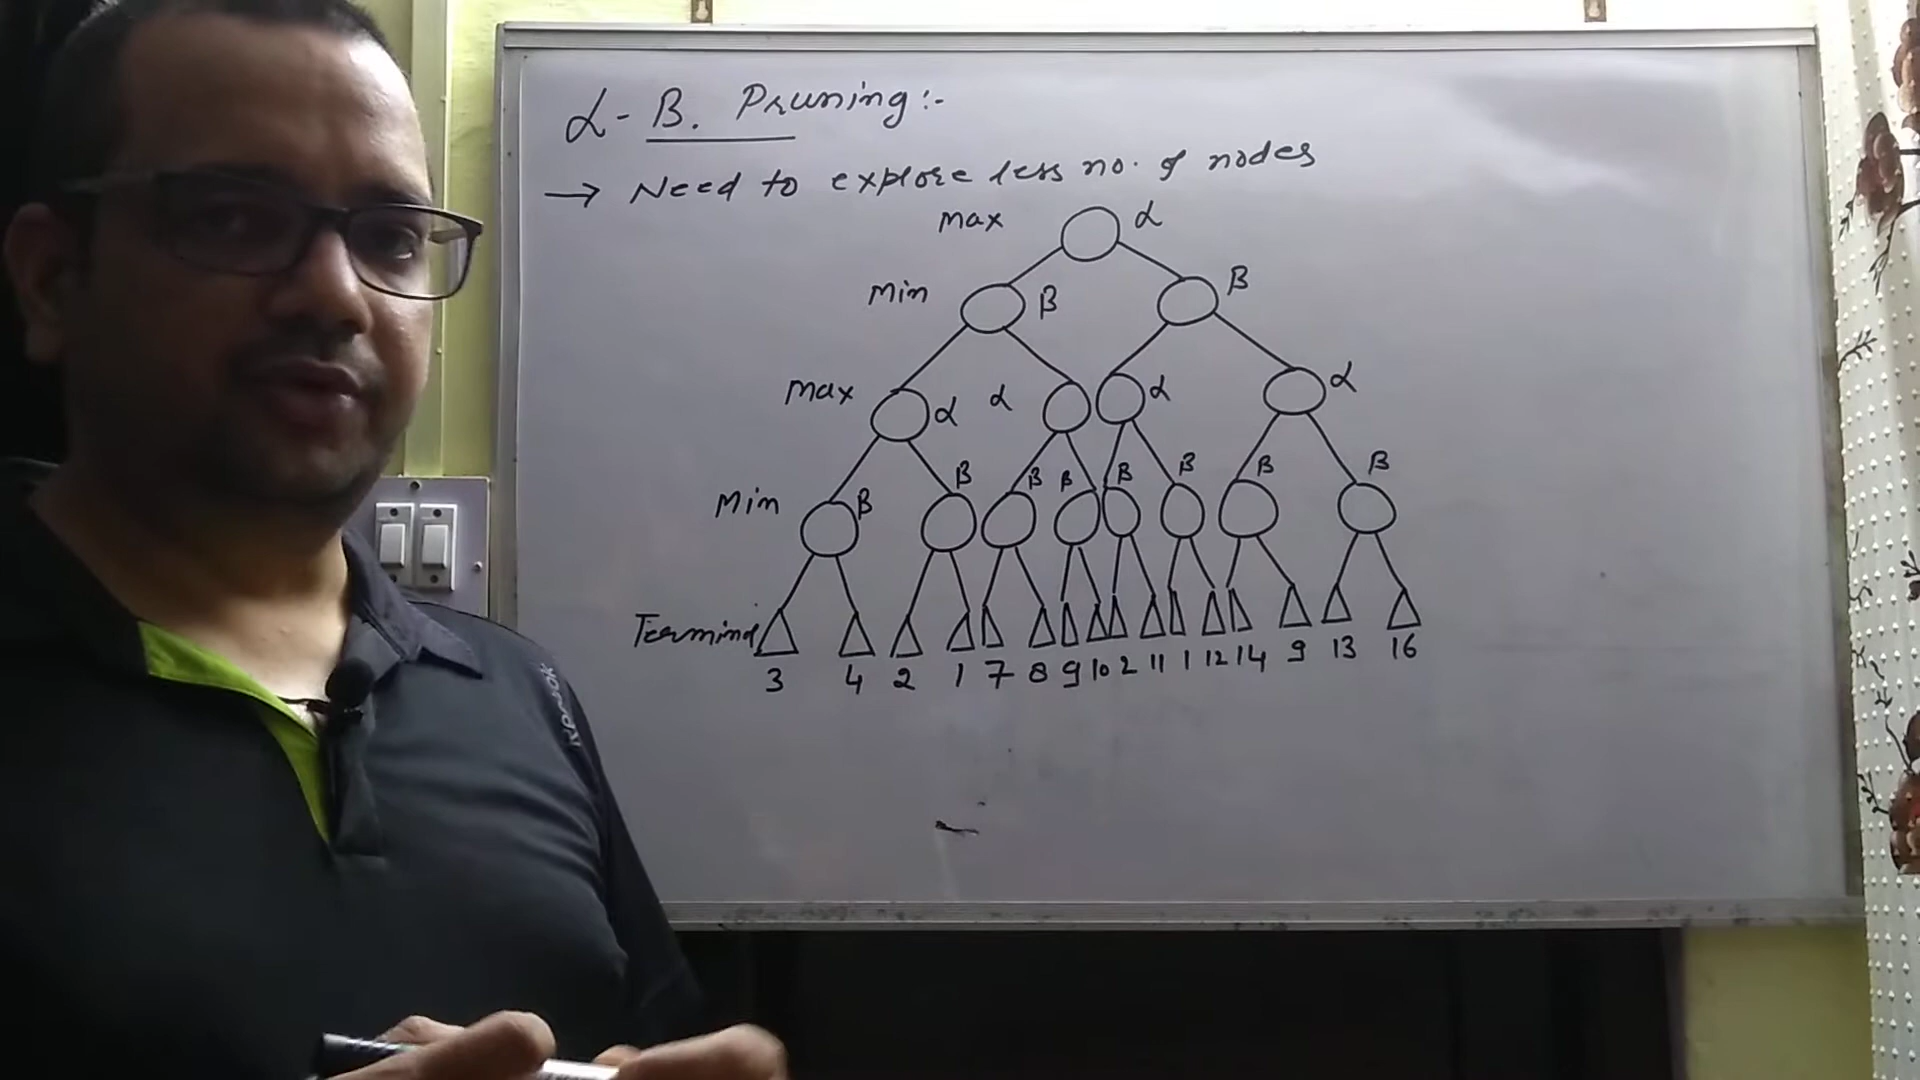 α-β. Pruning:-
→ Need to explore less no. of nodes
Max α
Min β β
Max α α α α
Min β β β β β β β β
Terminal
3 4 2 1 7 8 9 10 2 11 1 12 14 9 13 16